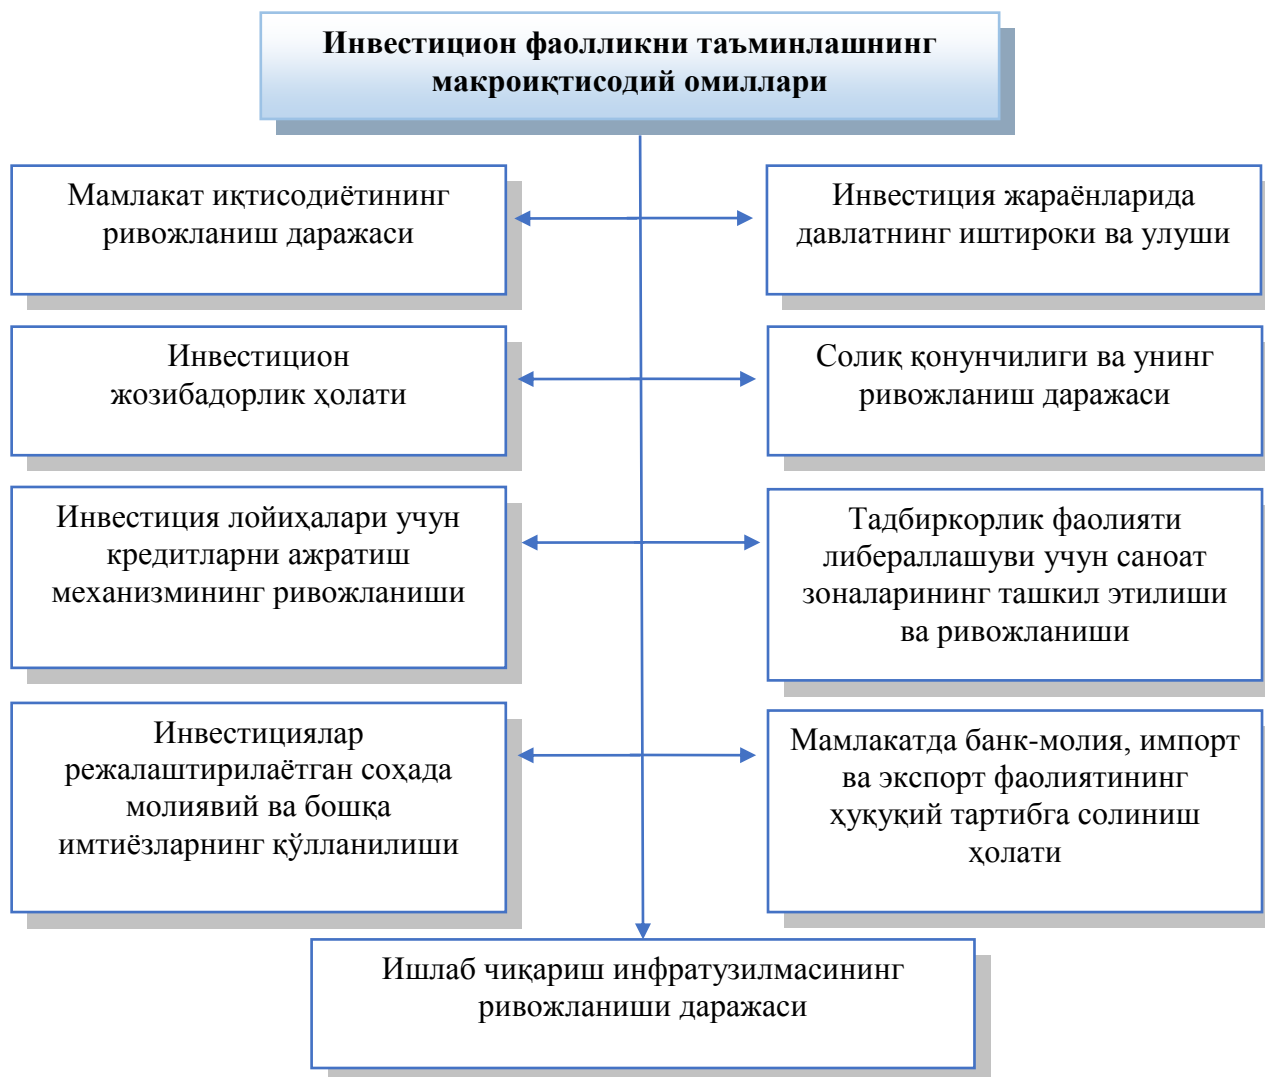 Инвестицион фаолликни таъминлашнинг
макроиқтисодий омиллари
Мамлакат иқтисодиётининг
ривожланиш даражаси
Инвестиция жараёнларида
давлатнинг иштироки ва улуши
Инвестицион
жозибадорлик ҳолати
Солиқ қонунчилиги ва унинг
ривожланиш даражаси
Инвестиция лойиҳалари учун
кредитларни ажратиш
механизмининг ривожланиши
Тадбиркорлик фаолияти
либераллашуви учун саноат
зоналарининг ташкил этилиши
ва ривожланиши
Инвестициялар
режалаштирилаётган соҳада
молиявий ва бошқа
имтиёзларнинг қўлланилиши
Мамлакатда банк-молия, импорт
ва экспорт фаолиятининг
ҳуқуқий тартибга солиниш
ҳолати
Ишлаб чиқариш инфратузилмасининг
ривожланиши даражаси